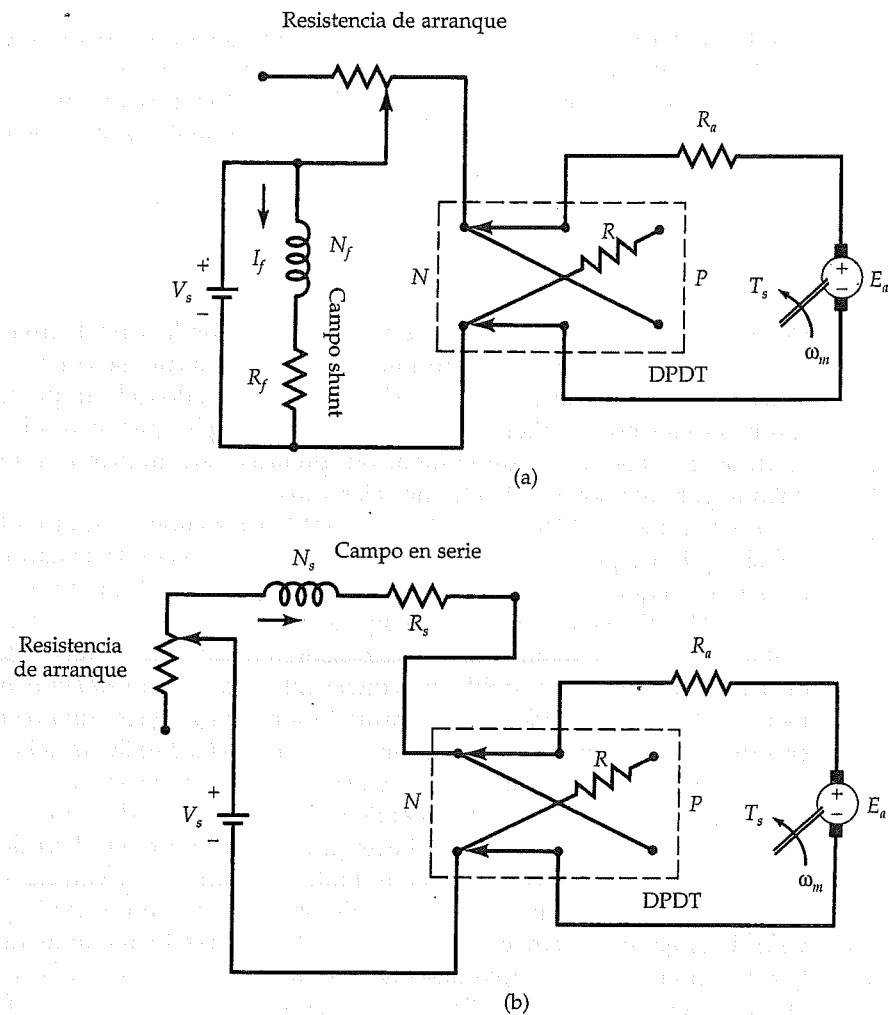 Resistencia de arranque
R_a
R
N_f
I_f
N
P
+
V_s
−
Campo shunt
R_f
T_s
+
−
E_a
ω_m
DPDT
(a)
N_s
Campo en serie
R_s
Resistencia
de arranque
R_a
R
N
P
+
V_s
−
T_s
+
−
E_a
ω_m
DPDT
(b)